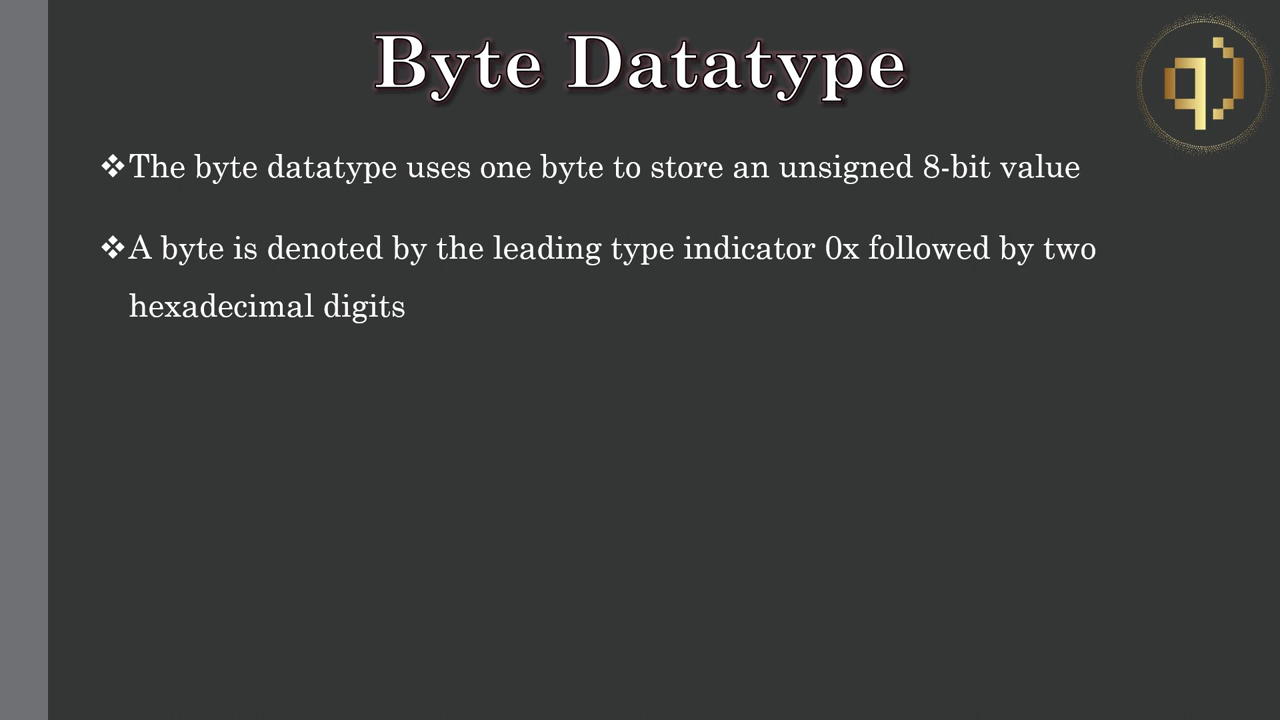 Byte Datatype
❖The byte datatype uses one byte to store an unsigned 8-bit value
❖A byte is denoted by the leading type indicator 0x followed by two
hexadecimal digits